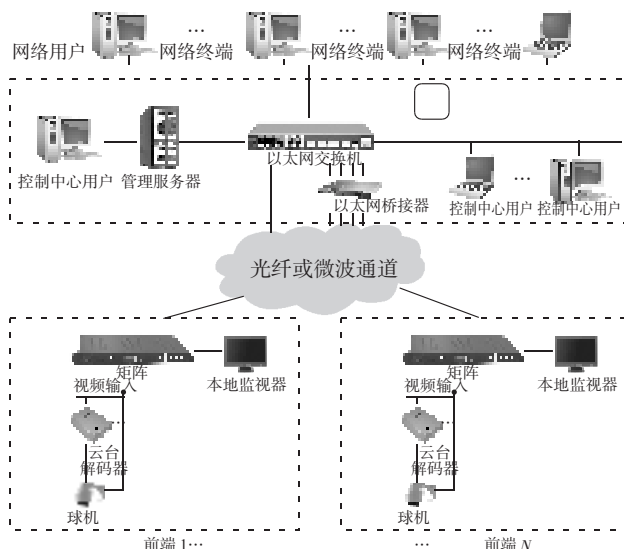 网络用户 … 网络终端 … 网络终端 … 网络终端
以太网交换机
控制中心用户 管理服务器
…
以太网桥接器
控制中心用户 控制中心用户
光纤或微波通道
矩阵
视频输入
本地监视器
…
云台
解码器
球机
矩阵
视频输入
本地监视器
…
云台
解码器
球机
前端 1… … 前端 N